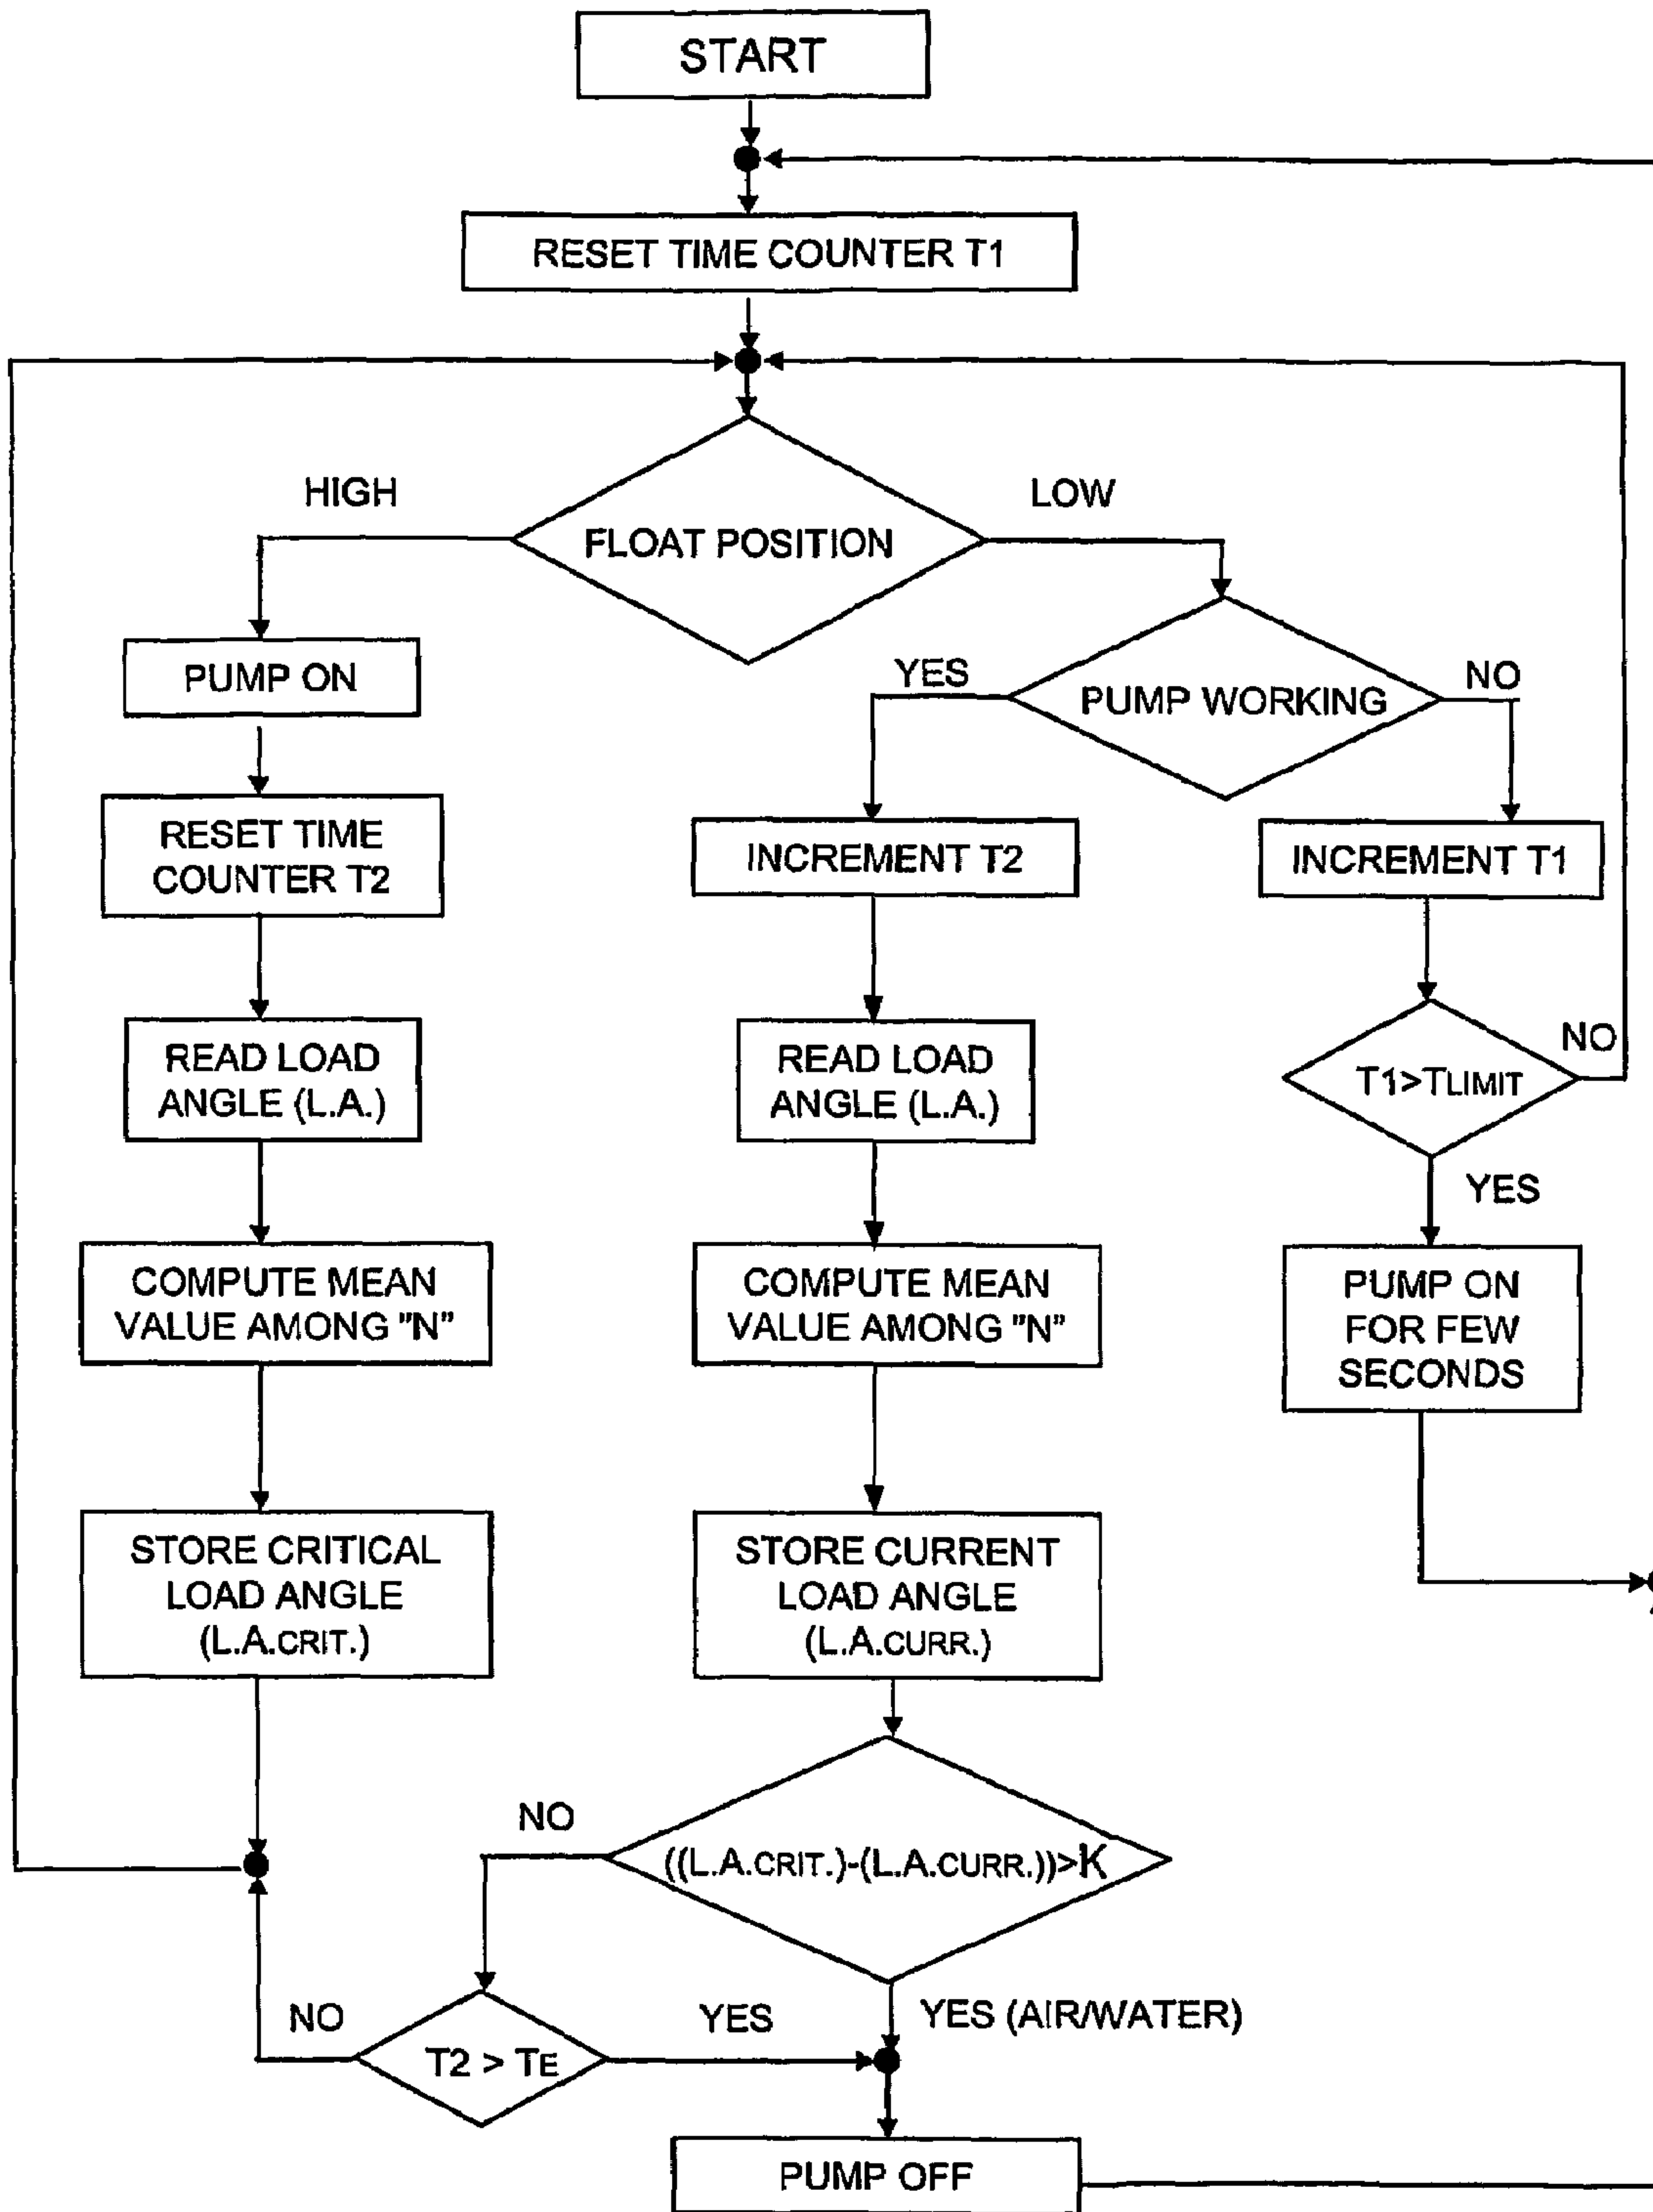 START
RESET TIME COUNTER T1
HIGH
LOW
FLOAT POSITION
PUMP ON
YES
PUMP WORKING
NO
RESET TIME
COUNTER T2
INCREMENT T2
INCREMENT T1
READ LOAD
ANGLE (L.A.)
READ LOAD
ANGLE (L.A.)
T1>TLIMIT
NO
YES
COMPUTE MEAN
VALUE AMONG "N"
COMPUTE MEAN
VALUE AMONG "N"
PUMP ON
FOR FEW
SECONDS
STORE CRITICAL
LOAD ANGLE
(L.A.CRIT.)
STORE CURRENT
LOAD ANGLE
(L.A.CURR.)
NO
((L.A.CRIT.)-(L.A.CURR.))>K
NO
T2 > TE
YES
YES (AIR/WATER)
PUMP OFF